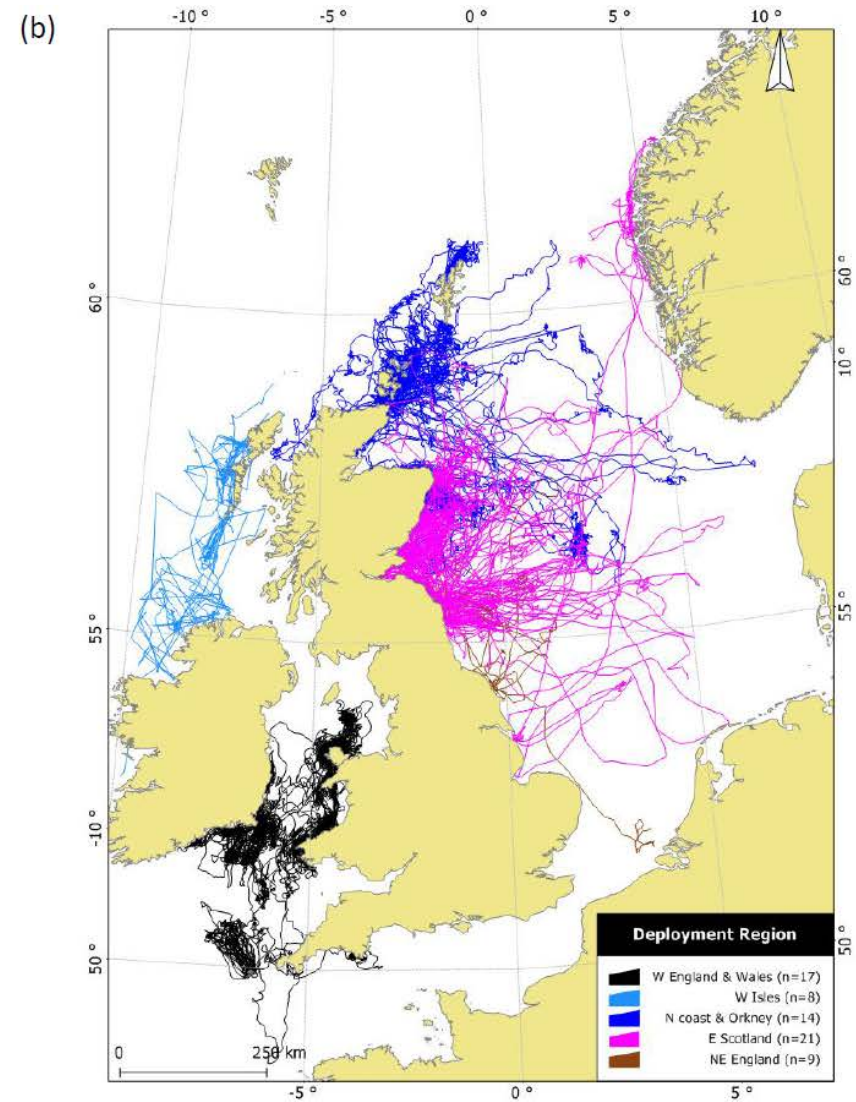 (b)
-10 ° -5 ° 0 ° 5 ° 10 °
60 °
60 °
10 °
55 °
55 °
-10 °
50 °
50 °
Deployment Region
W England & Wales (n=17)
W Isles (n=8)
N coast & Orkney (n=14)
E Scotland (n=21)
NE England (n=9)
0 250 km
-5 ° 0 ° 5 °